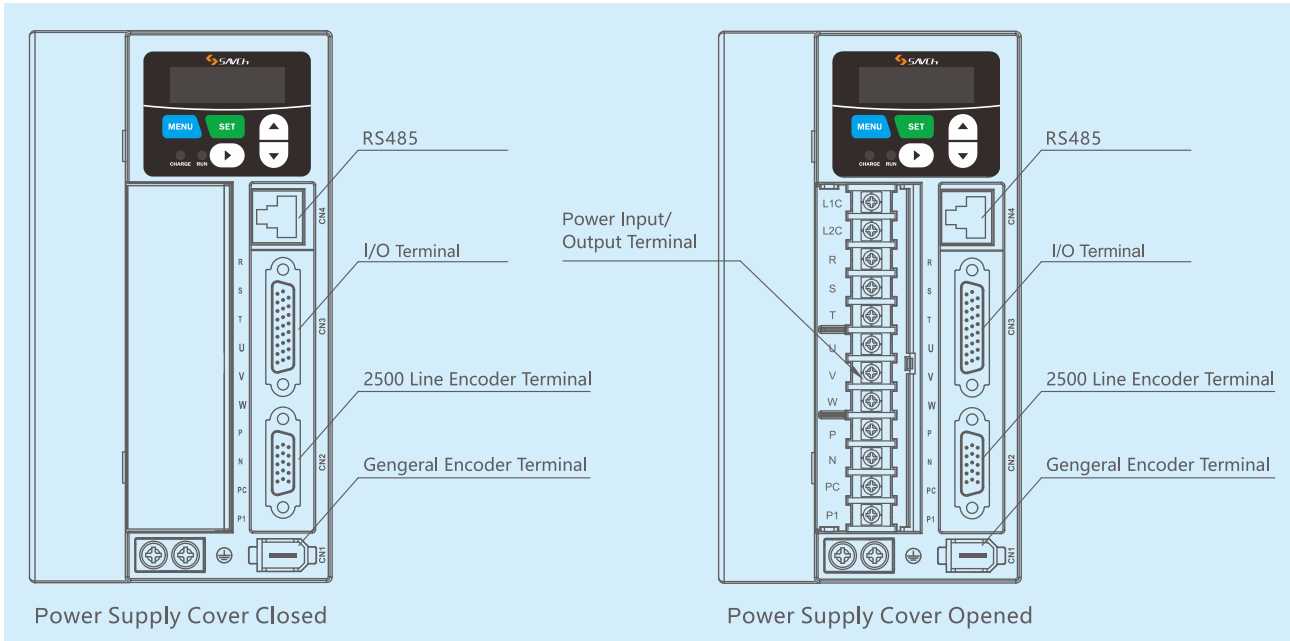 SAVCh
MENU
SET
CHARGE
RUN
RS485
CN4
I/O Terminal
R
S
T
U
V
W
P
N
PC
P1
CN3
2500 Line Encoder Terminal
CN2
Gengeral Encoder Terminal
CN1
Power Supply Cover Closed
SAVCh
MENU
SET
CHARGE
RUN
RS485
Power Input/
Output Terminal
L1C
L2C
R
S
T
U
V
W
P
N
PC
P1
CN4
I/O Terminal
R
S
T
U
V
W
P
N
PC
P1
CN3
2500 Line Encoder Terminal
CN2
Gengeral Encoder Terminal
CN1
Power Supply Cover Opened